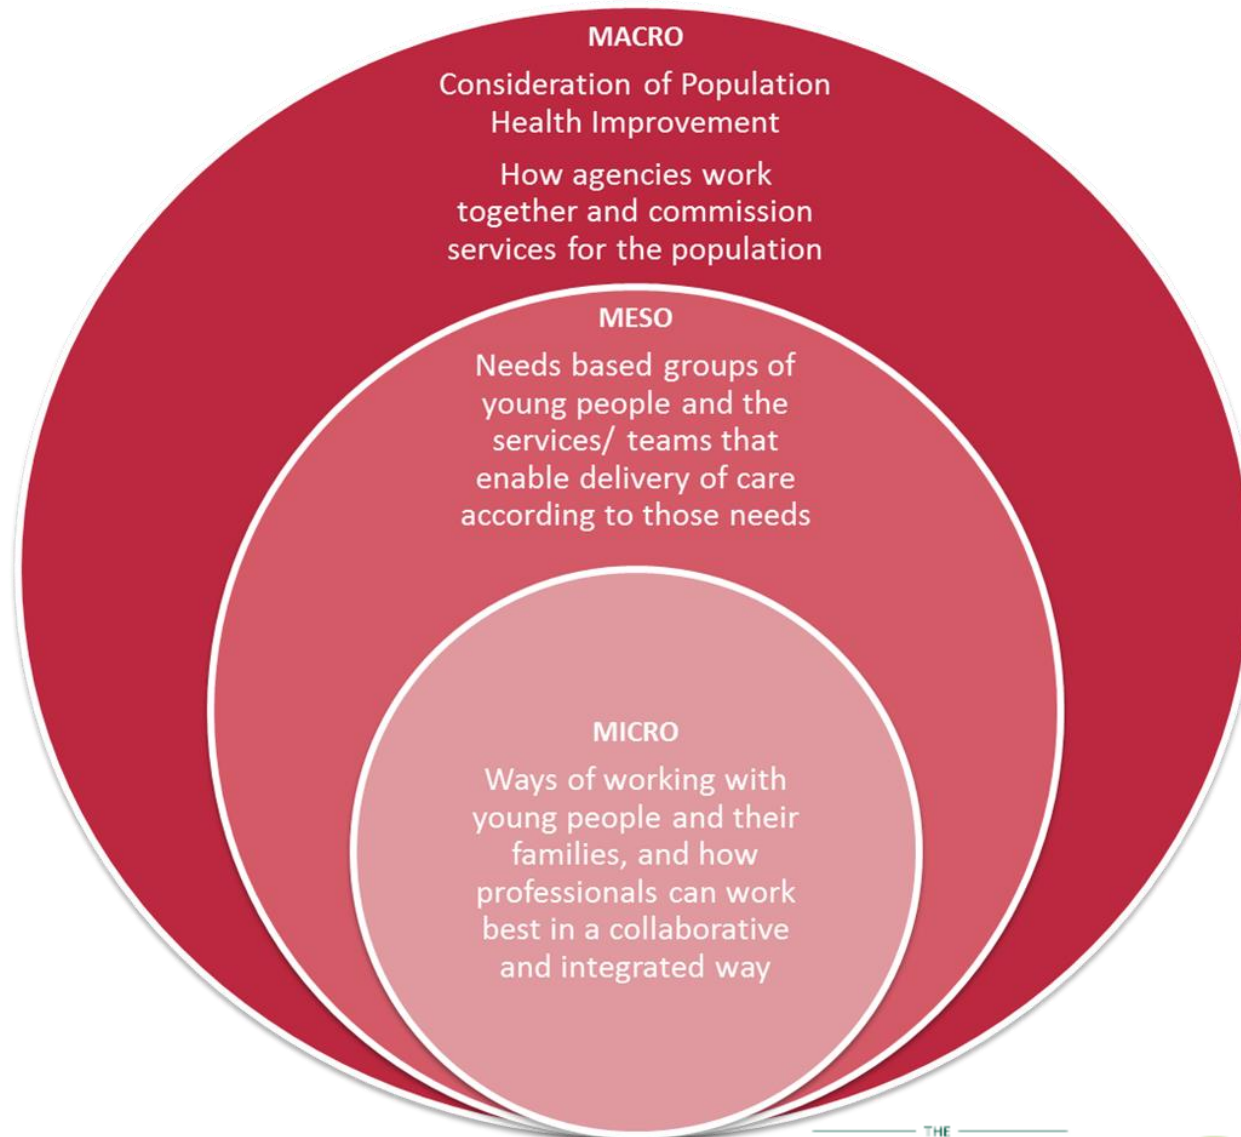 MACRO
Consideration of Population
Health Improvement
How agencies work
together and commission
services for the population
MESO
Needs based groups of
young people and the
services/ teams that
enable delivery of care
according to those needs
MICRO
Ways of working with
young people and their
families, and how
professionals can work
best in a collaborative
and integrated way
THE